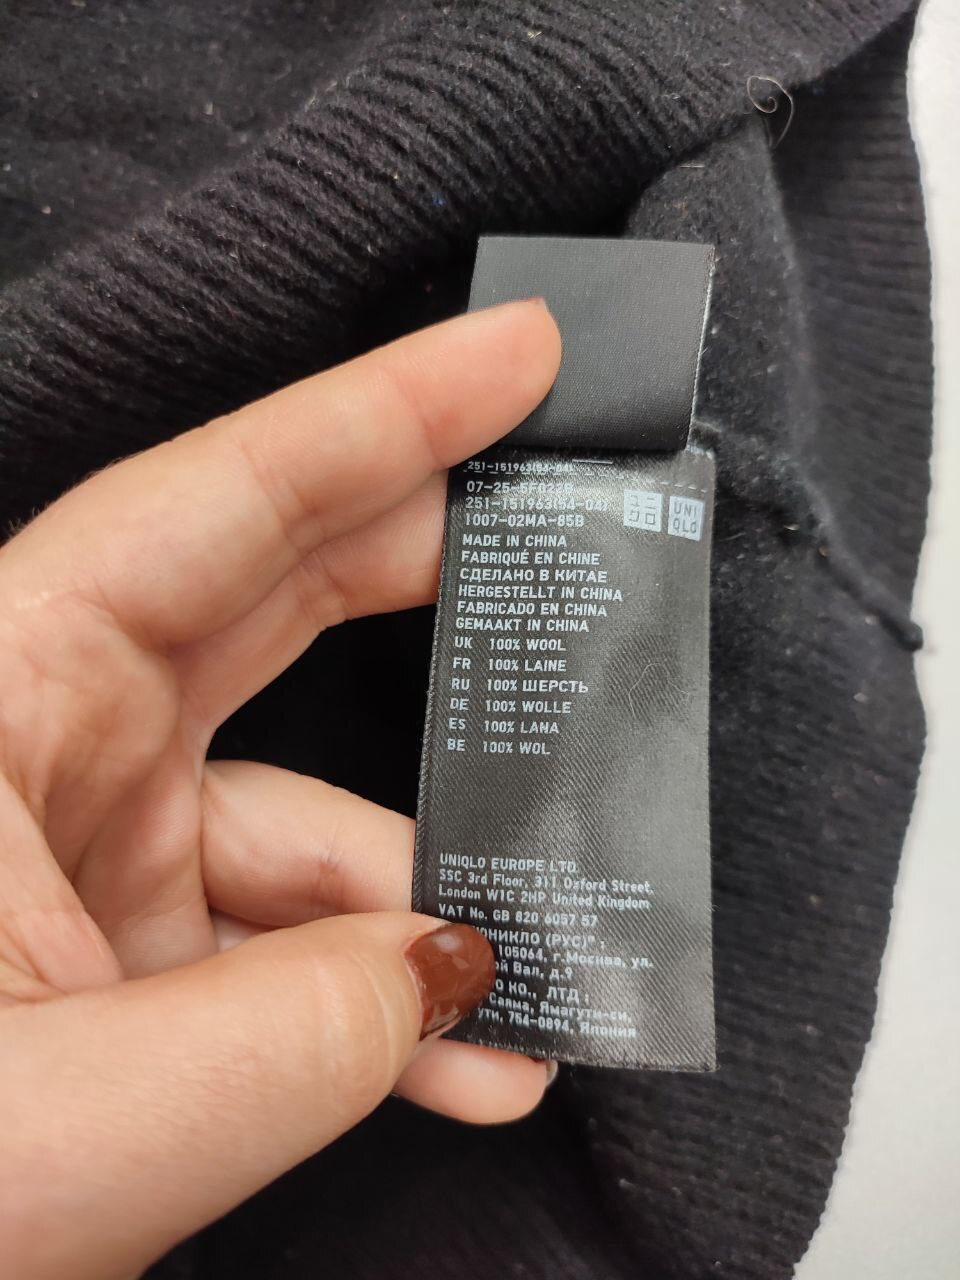 251-151963(54-04)
07-25
251-151963(54-04)
1007-02MA-85B
UNI
QLO
MADE IN CHINA
FABRIQUÉ EN CHINE
СДЕЛАНО В КИТАЕ
HERGESTELLT IN CHINA
FABRICADO EN CHINA
GEMAAKT IN CHINA
UK 100% WOOL
FR 100% LAINE
RU 100% ШЕРСТЬ
DE 100% WOLLE
ES 100% LANA
BE 100% WOL
UNIQLO EUROPE LTD.
SSC 3rd Floor, 311 Oxford Street,
London W1C 2HP United Kingdom
VAT No. GB 820 6057 57
ЮНИКЛО (РУС)" :
105064, г.Москва, ул.
Вал, д.9
КО., ЛТД :
Саяма, Ямагути-си,
754-0894, Япония